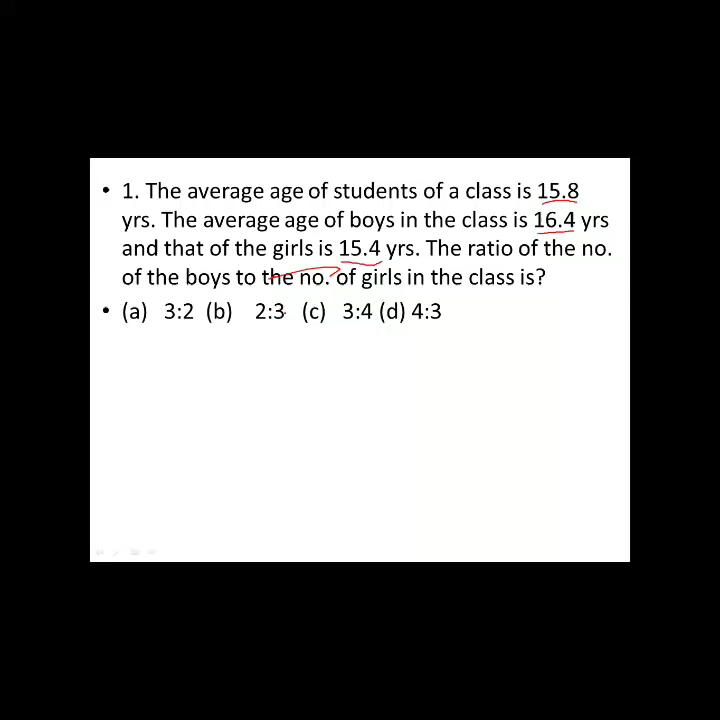 • 1. The average age of students of a class is 15.8
yrs. The average age of boys in the class is 16.4 yrs
and that of the girls is 15.4 yrs. The ratio of the no.
of the boys to the no. of girls in the class is?
• (a) 3:2 (b) 2:3 (c) 3:4 (d) 4:3